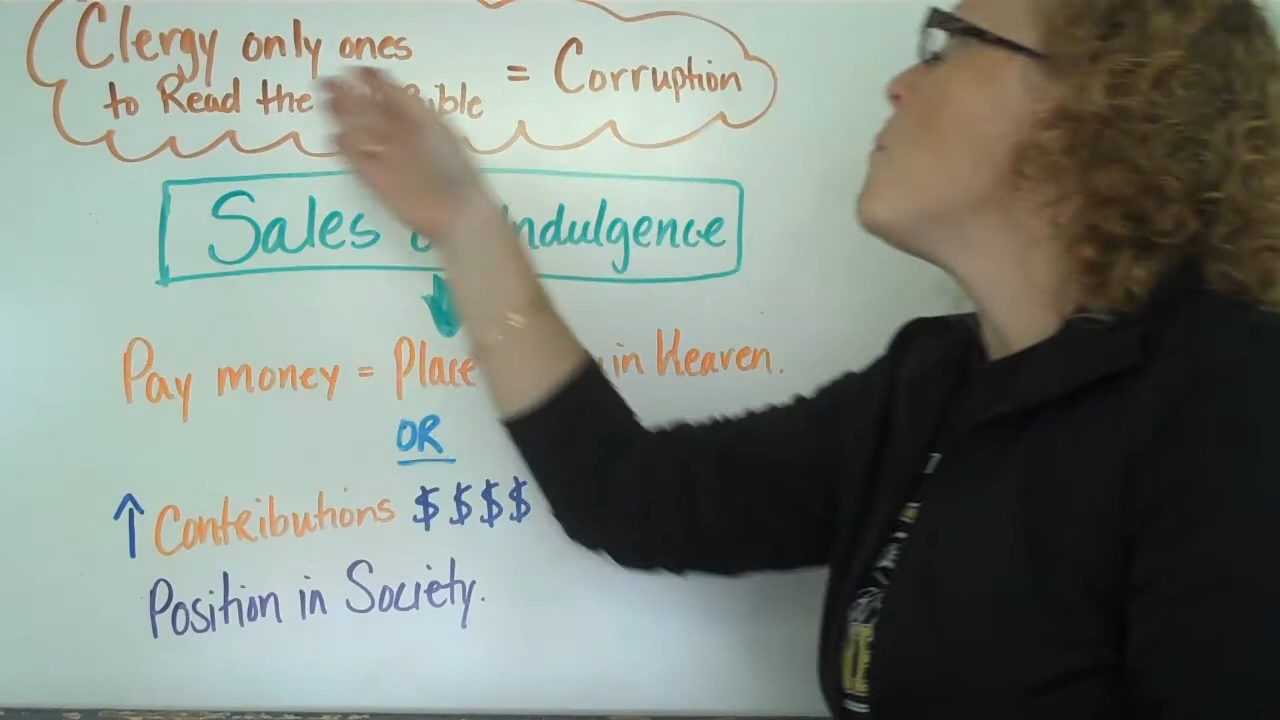 Clergy only ones
to Read the Bible = Corruption
Sales Indulgence
Pay money = Place in Heaven.
OR
↑ Contributions $$$$
Position in Society.